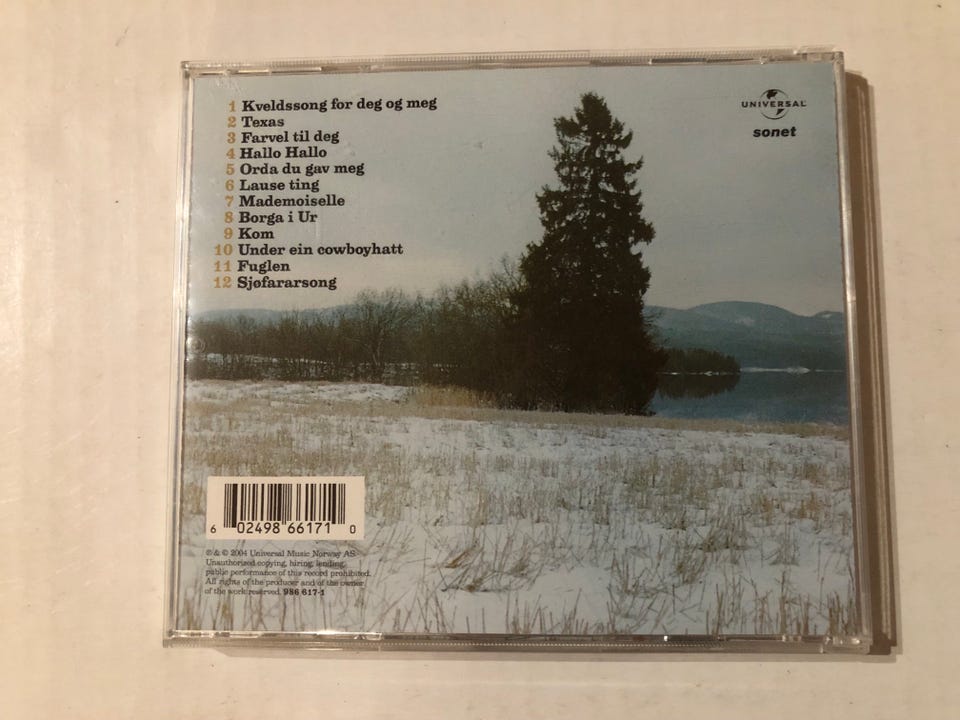 1 Kveldssong for deg og meg
2 Texas
3 Farvel til deg
4 Hallo Hallo
5 Orda du gav meg
6 Lause ting
7 Mademoiselle
8 Borga i Ur
9 Kom
10 Under ein cowboyhatt
11 Fuglen
12 Sjøfararsong
UNIVERSAL
sonet
6 02498 66171 0
℗ & © 2004 Universal Music Norway AS.
Unauthorized copying, hiring, lending,
public performance of this record prohibited.
All rights of the producer and of the owner
of the work reserved. 986 617-1